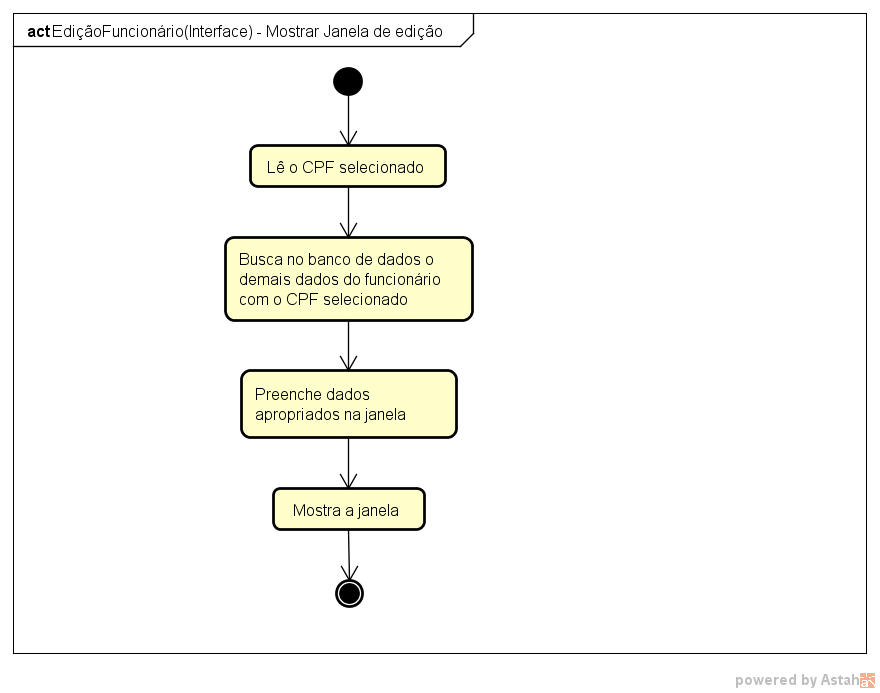 act EdiçãoFuncionário(Interface) - Mostrar Janela de edição
Lê o CPF selecionado
Busca no banco de dados o
demais dados do funcionário
com o CPF selecionado
Preenche dados
apropriados na janela
Mostra a janela
powered by Astah